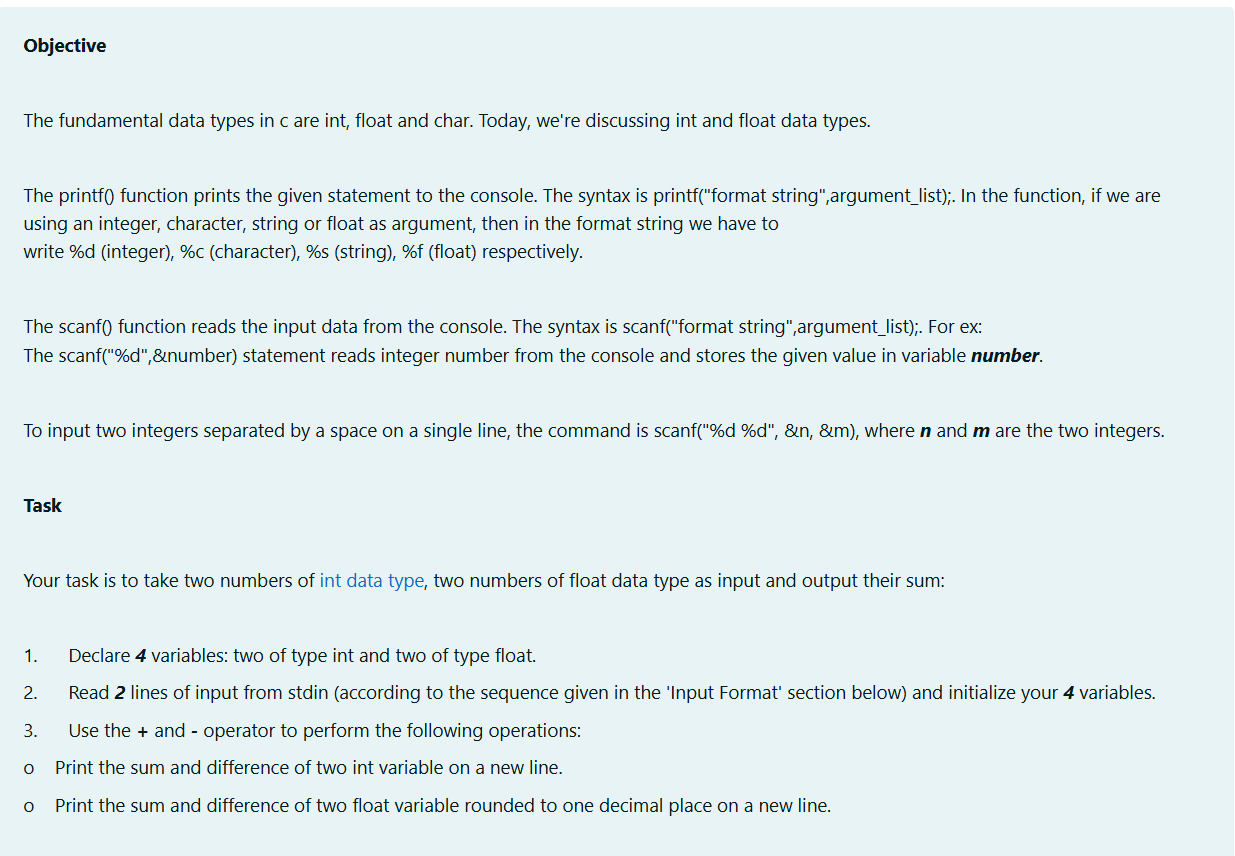 Objective
The fundamental data types in c are int, float and char. Today, we're discussing int and float data types.
The printf() function prints the given statement to the console. The syntax is printf("format string",argument_list);. In the function, if we are
using an integer, character, string or float as argument, then in the format string we have to
write %d (integer), %c (character), %s (string), %f (float) respectively.
The scanf() function reads the input data from the console. The syntax is scanf("format string",argument_list);. For ex:
The scanf("%d",&number) statement reads integer number from the console and stores the given value in variable number.
To input two integers separated by a space on a single line, the command is scanf("%d %d", &n, &m), where n and m are the two integers.
Task
Your task is to take two numbers of int data type, two numbers of float data type as input and output their sum:
1. Declare 4 variables: two of type int and two of type float.
2. Read 2 lines of input from stdin (according to the sequence given in the 'Input Format' section below) and initialize your 4 variables.
3. Use the + and - operator to perform the following operations:
o Print the sum and difference of two int variable on a new line.
o Print the sum and difference of two float variable rounded to one decimal place on a new line.